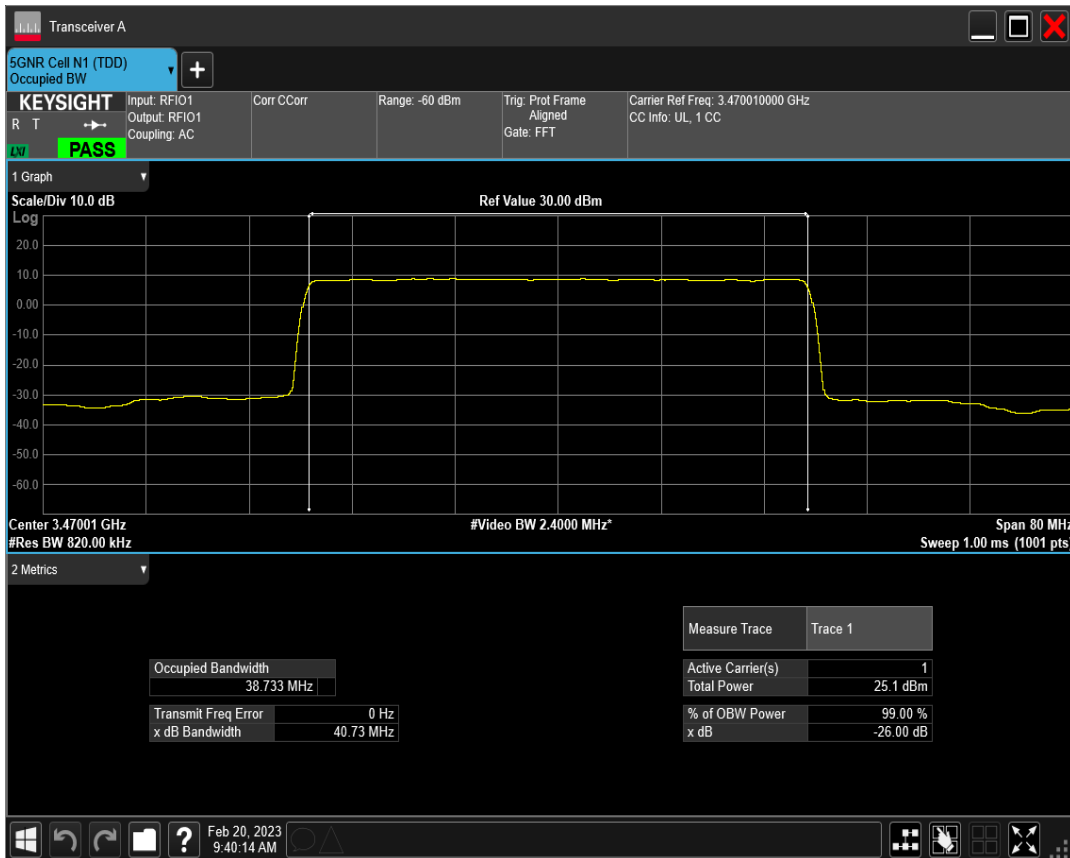 Transceiver A
5GNR Cell N1 (TDD)
Occupied BW
KEYSIGHT
R T
LXI
PASS
Input: RFIO1
Output: RFIO1
Coupling: AC
Corr CCorr
Range: -60 dBm
Trig: Prot Frame
Aligned
Gate: FFT
Carrier Ref Freq: 3.470010000 GHz
CC Info: UL, 1 CC
1 Graph
Scale/Div 10.0 dB
Ref Value 30.00 dBm
Log
20.0
10.0
0.00
-10.0
-20.0
-30.0
-40.0
-50.0
-60.0
Center 3.47001 GHz
#Video BW 2.4000 MHz*
Span 80 MHz
#Res BW 820.00 kHz
Sweep 1.00 ms (1001 pts)
2 Metrics
Measure Trace Trace 1
Occupied Bandwidth
38.733 MHz
Active Carrier(s) 1
Total Power 25.1 dBm
Transmit Freq Error 0 Hz
x dB Bandwidth 40.73 MHz
% of OBW Power 99.00 %
x dB -26.00 dB
?
Feb 20, 2023
9:40:14 AM